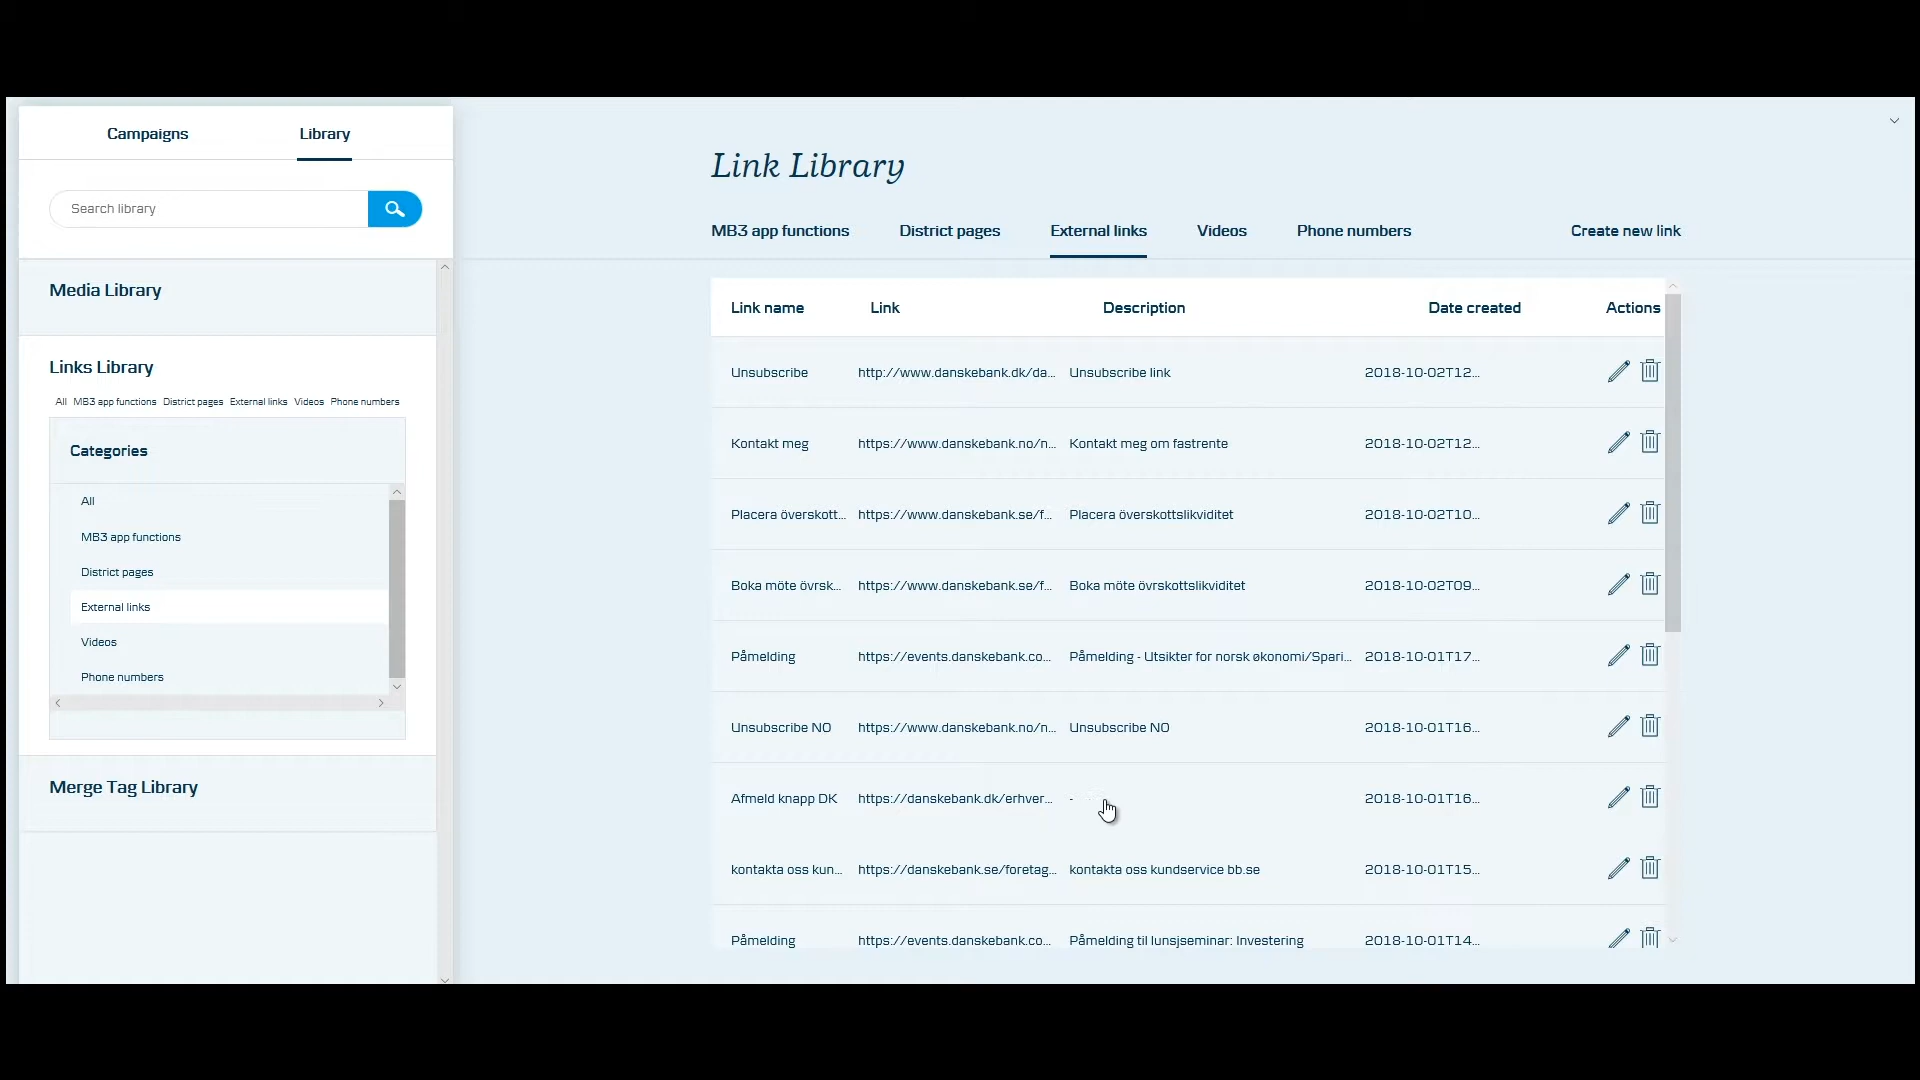 Campaigns Library
Search library
Media Library
Links Library
All MB3 app functions District pages External links Videos Phone numbers
Categories
All
MB3 app functions
District pages
External links
Videos
Phone numbers
Merge Tag Library
Link Library
MB3 app functions District pages External links Videos Phone numbers Create new link
Link name Link Description Date created Actions
Unsubscribe http://www.danskebank.dk/da... Unsubscribe link 2018-10-02T12...
Kontakt meg https://www.danskebank.no/n... Kontakt meg om fastrente 2018-10-02T12...
Placera överskott... https://www.danskebank.se/f... Placera överskottslikviditet 2018-10-02T10...
Boka möte övrsk... https://www.danskebank.se/f... Boka möte övrskottslikviditet 2018-10-02T09...
Påmelding https://events.danskebank.co... Påmelding - Utsikter for norsk økonomi/Spari... 2018-10-01T17...
Unsubscribe NO https://www.danskebank.no/n... Unsubscribe NO 2018-10-01T16...
Afmeld knapp DK https://danskebank.dk/erhver... - 2018-10-01T16...
kontakta oss kun... https://danskebank.se/foretag... kontakta oss kundservice bb.se 2018-10-01T15...
Påmelding https://events.danskebank.co... Påmelding til lunsjseminar: Investering 2018-10-01T14...